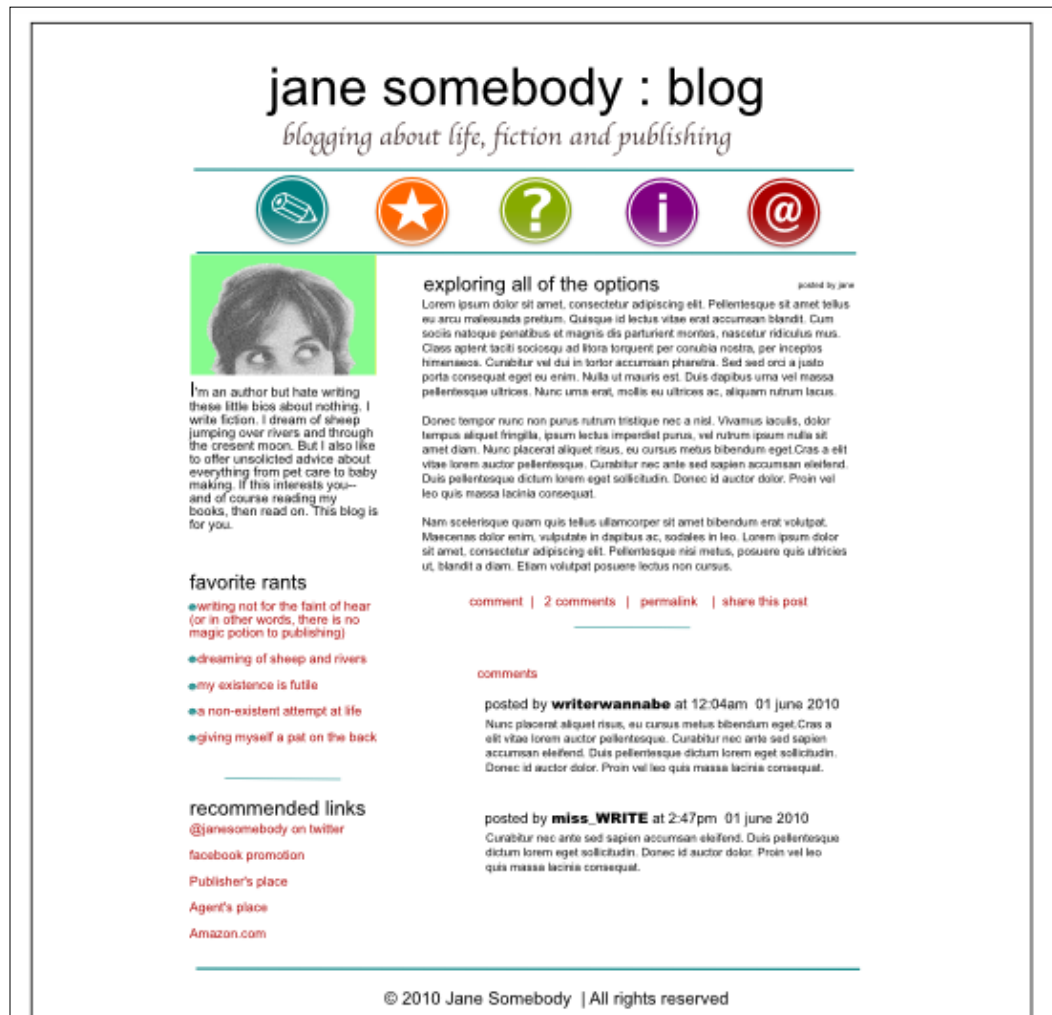 jane somebody : blog
blogging about life, fiction and publishing
?
i
@
I'm an author but hate writing
these little bios about nothing. I
write fiction. I dream of sheep
jumping over rivers and through
the cresent moon. But I also like
to offer unsolicted advice about
everything from pet care to baby
making. If this interests you--
and of course reading my
books, then read on. This blog is
for you.
favorite rants
writing not for the faint of hear
(or in other words, there is no
magic potion to publishing)
dreaming of sheep and rivers
my existence is futile
a non-existent attempt at life
giving myself a pat on the back
recommended links
@janesomebody on twitter
facebook promotion
Publisher's place
Agent's place
Amazon.com
exploring all of the options
posted by jane
Lorem ipsum dolor sit amet, consectetur adipiscing elit. Pellentesque sit amet tellus
eu arcu malesuada pretium. Quisque id lectus vitae erat accumsan blandit. Cum
sociis natoque penatibus et magnis dis parturient montes, nascetur ridiculus mus.
Class aptent taciti sociosqu ad litora torquent per conubia nostra, per inceptos
himenaeos. Curabitur vel dui in tortor accumsan pharetra. Sed sed orci a justo
porta consequat eget eu enim. Nulla ut mauris est. Duis dapibus urna vel massa
pellentesque ultrices. Nunc urna erat, mollis eu ultrices ac, aliquam rutrum lacus.
Donec tempor nunc non purus rutrum tristique nec a nisl. Vivamus iaculis, dolor
tempus aliquet fringilla, ipsum lectus imperdiet purus, vel rutrum ipsum nulla sit
amet diam. Nunc placerat aliquet risus, eu cursus metus bibendum eget.Cras a elit
vitae lorem auctor pellentesque. Curabitur nec ante sed sapien accumsan eleifend.
Duis pellentesque dictum lorem eget sollicitudin. Donec id auctor dolor. Proin vel
leo quis massa lacinia consequat.
Nam scelerisque quam quis tellus ullamcorper sit amet bibendum erat volutpat.
Maecenas dolor enim, vulputate in dapibus ac, sodales in leo. Lorem ipsum dolor
sit amet, consectetur adipiscing elit. Pellentesque nisi metus, posuere quis ultricies
ut, blandit a diam. Etiam volutpat posuere lectus non cursus.
comment | 2 comments | permalink | share this post
comments
posted by writerwannabe at 12:04am 01 june 2010
Nunc placerat aliquet risus, eu cursus metus bibendum eget.Cras a
elit vitae lorem auctor pellentesque. Curabitur nec ante sed sapien
accumsan eleifend. Duis pellentesque dictum lorem eget sollicitudin.
Donec id auctor dolor. Proin vel leo quis massa lacinia consequat.
posted by miss_WRITE at 2:47pm 01 june 2010
Curabitur nec ante sed sapien accumsan eleifend. Duis pellentesque
dictum lorem eget sollicitudin. Donec id auctor dolor. Proin vel leo
quis massa lacinia consequat.
© 2010 Jane Somebody | All rights reserved